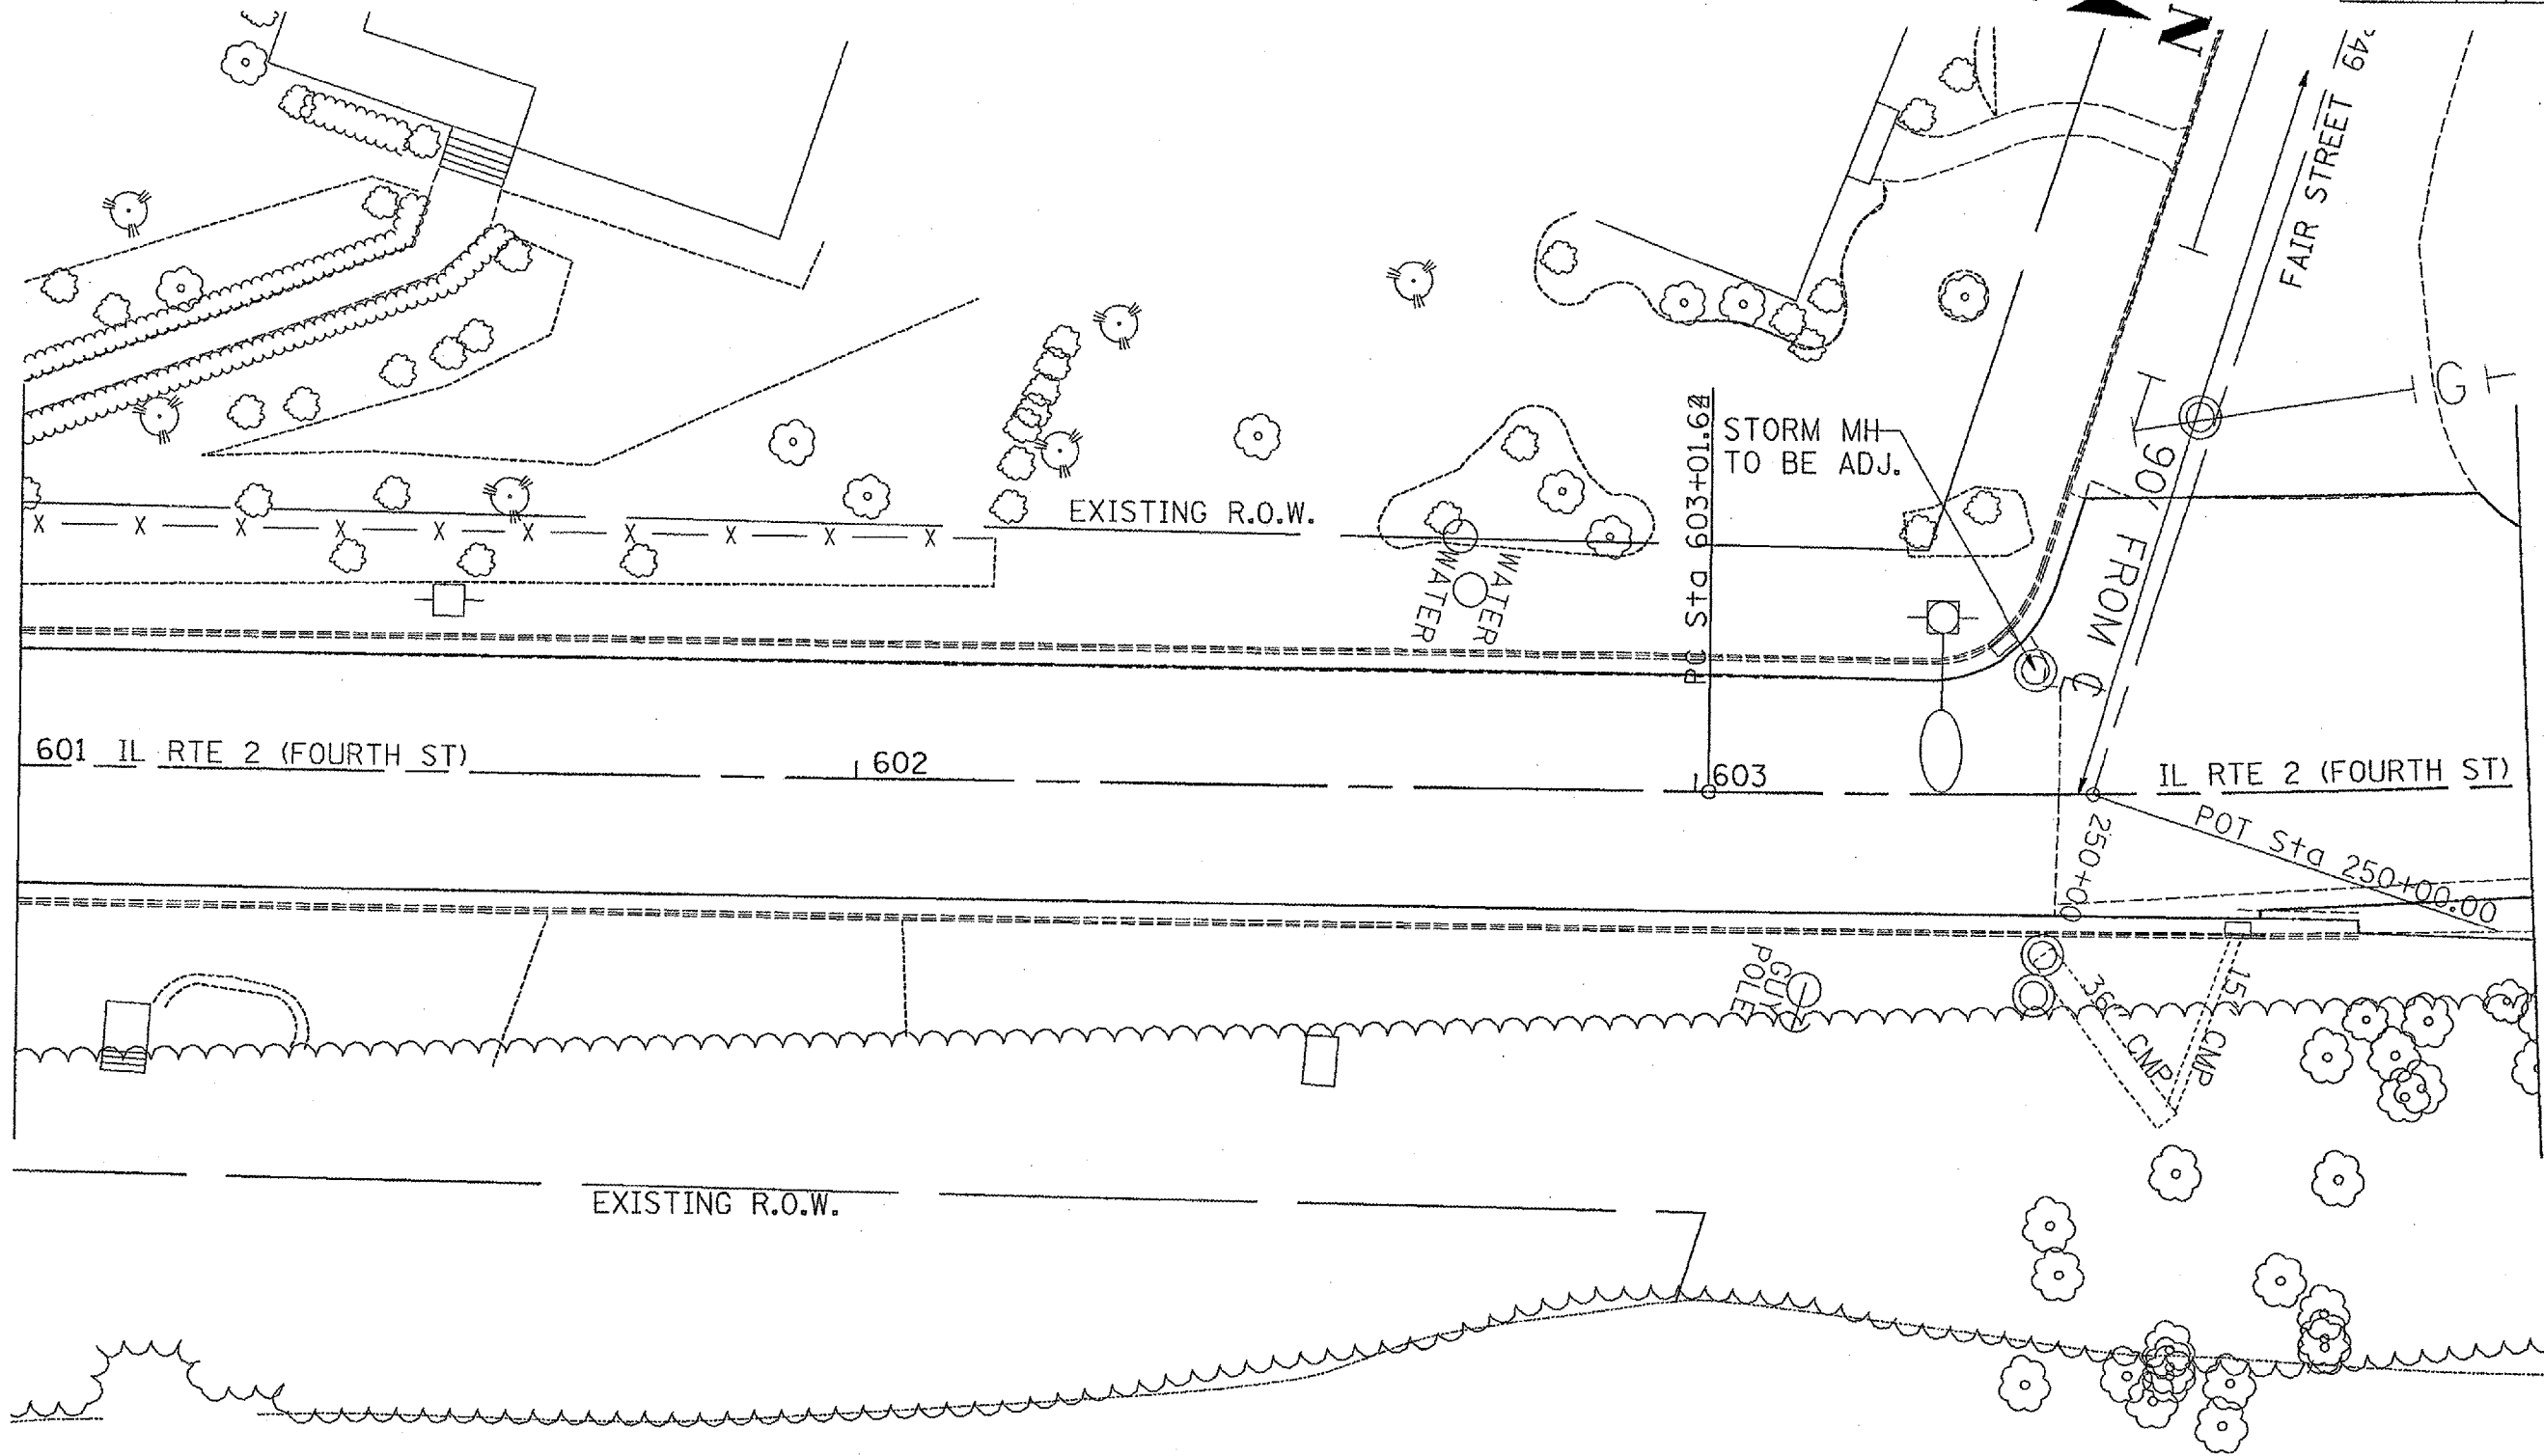 N
FAIR STREET
G
STORM MH
TO BE ADJ.
PC Sta 603+01.62
90' FROM ℄
EXISTING R.O.W.
X X X X X X X X X X
WATER
WATER
601 IL RTE 2 (FOURTH ST)
602
603
IL RTE 2 (FOURTH ST)
POT Sta 250+00.00
250+00
GUY
POLE
36" CMP
15" CMP
EXISTING R.O.W.